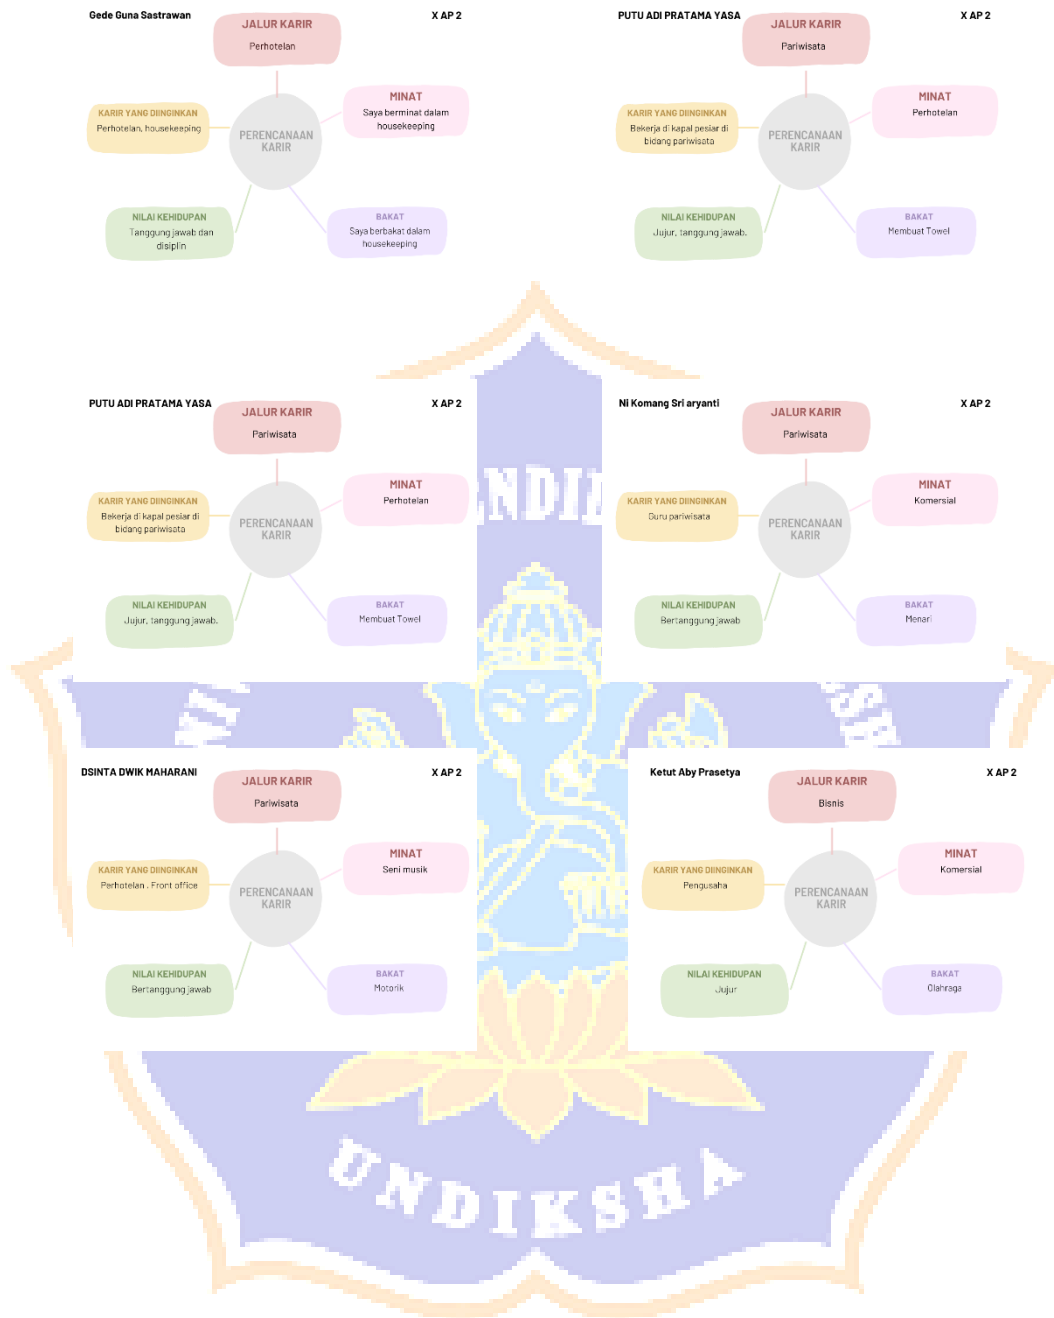 Gede Guna Sastrawan
X AP 2
JALUR KARIR
Perhotelan
MINAT
Saya berminat dalam
housekeeping
KARIR YANG DIINGINKAN
Perhotelan, housekeeping
PERENCANAAN
KARIR
NILAI KEHIDUPAN
Tanggung jawab dan
disiplin
BAKAT
Saya berbakat dalam
housekeeping
PUTU ADI PRATAMA YASA
X AP 2
JALUR KARIR
Pariwisata
MINAT
Perhotelan
KARIR YANG DIINGINKAN
Bekerja di kapal pesiar di
bidang pariwisata
PERENCANAAN
KARIR
NILAI KEHIDUPAN
Jujur, tanggung jawab.
BAKAT
Membuat Towel
PUTU ADI PRATAMA YASA
X AP 2
JALUR KARIR
Pariwisata
MINAT
Perhotelan
KARIR YANG DIINGINKAN
Bekerja di kapal pesiar di
bidang pariwisata
PERENCANAAN
KARIR
NILAI KEHIDUPAN
Jujur, tanggung jawab.
BAKAT
Membuat Towel
Ni Komang Sri aryanti
X AP 2
JALUR KARIR
Pariwisata
MINAT
Komersial
KARIR YANG DIINGINKAN
Guru pariwisata
PERENCANAAN
KARIR
NILAI KEHIDUPAN
Bertanggung jawab
BAKAT
Menari
DSINTA DWIK MAHARANI
X AP 2
JALUR KARIR
Pariwisata
MINAT
Seni musik
KARIR YANG DIINGINKAN
Perhotelan . Front office
PERENCANAAN
KARIR
NILAI KEHIDUPAN
Bertanggung jawab
BAKAT
Motorik
Ketut Aby Prasetya
X AP 2
JALUR KARIR
Bisnis
MINAT
Komersial
KARIR YANG DIINGINKAN
Pengusaha
PERENCANAAN
KARIR
NILAI KEHIDUPAN
Jujur
BAKAT
Olahraga
UNDIKSHA